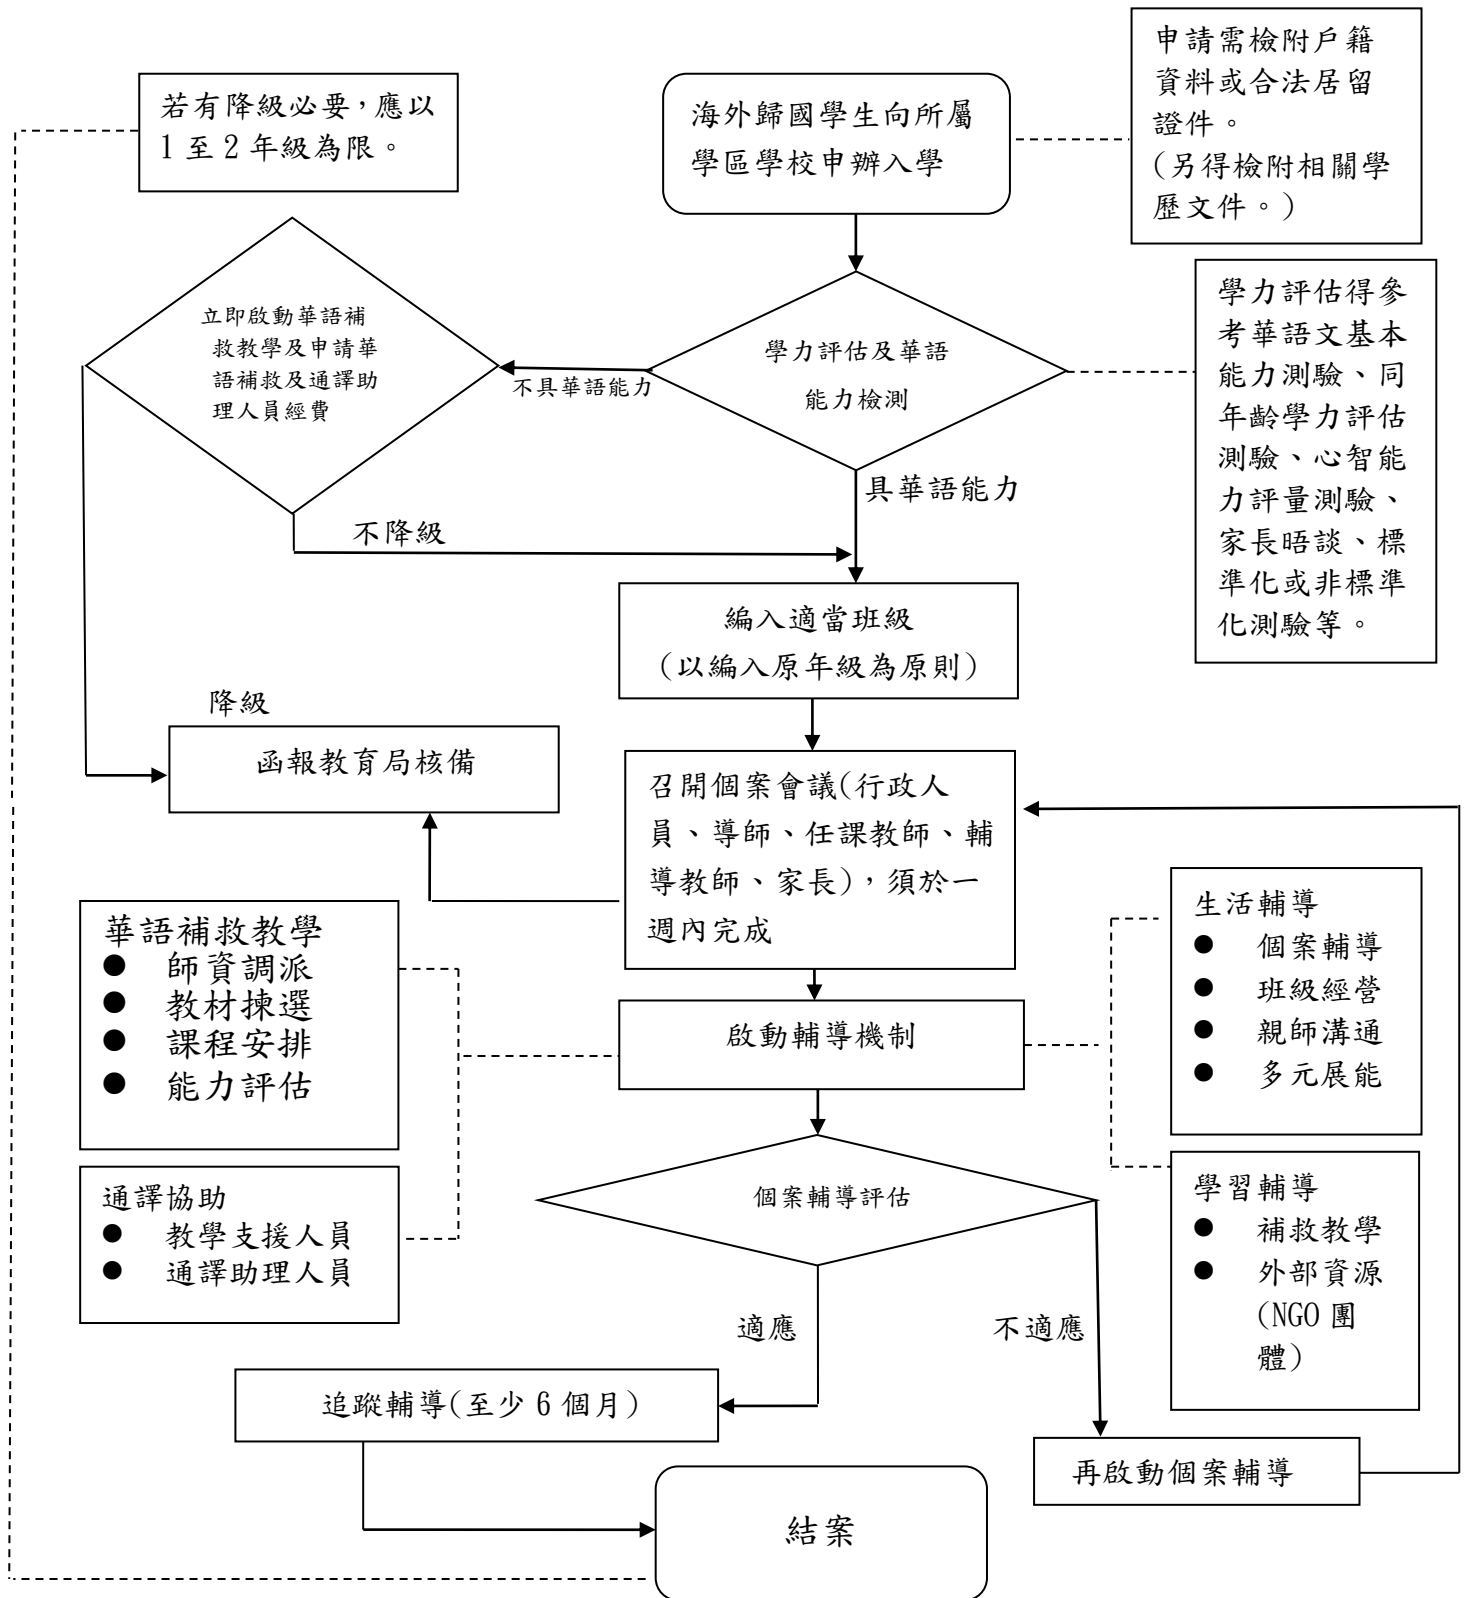 申請需檢附戶籍
資料或合法居留
證件。
(另得檢附相關學
歷文件。)
若有降級必要，應以
1 至 2 年級為限。
海外歸國學生向所屬
學區學校申辦入學
立即啟動華語補
救教學及申請華
語補救及通譯助
理人員經費
不具華語能力
學力評估及華語
能力檢測
學力評估得參
考華語文基本
能力測驗、同
年齡學力評估
測驗、心智能
力評量測驗、
家長晤談、標
準化或非標準
化測驗等。
具華語能力
不降級
編入適當班級
(以編入原年級為原則)
降級
函報教育局核備
召開個案會議(行政人
員、導師、任課教師、輔
導教師、家長)，須於一
週內完成
華語補救教學
● 師資調派
● 教材揀選
● 課程安排
● 能力評估
啟動輔導機制
生活輔導
● 個案輔導
● 班級經營
● 親師溝通
● 多元展能
通譯協助
● 教學支援人員
● 通譯助理人員
個案輔導評估
學習輔導
● 補救教學
● 外部資源
(NGO 團
體)
適應
不適應
追蹤輔導(至少 6 個月)
再啟動個案輔導
結案